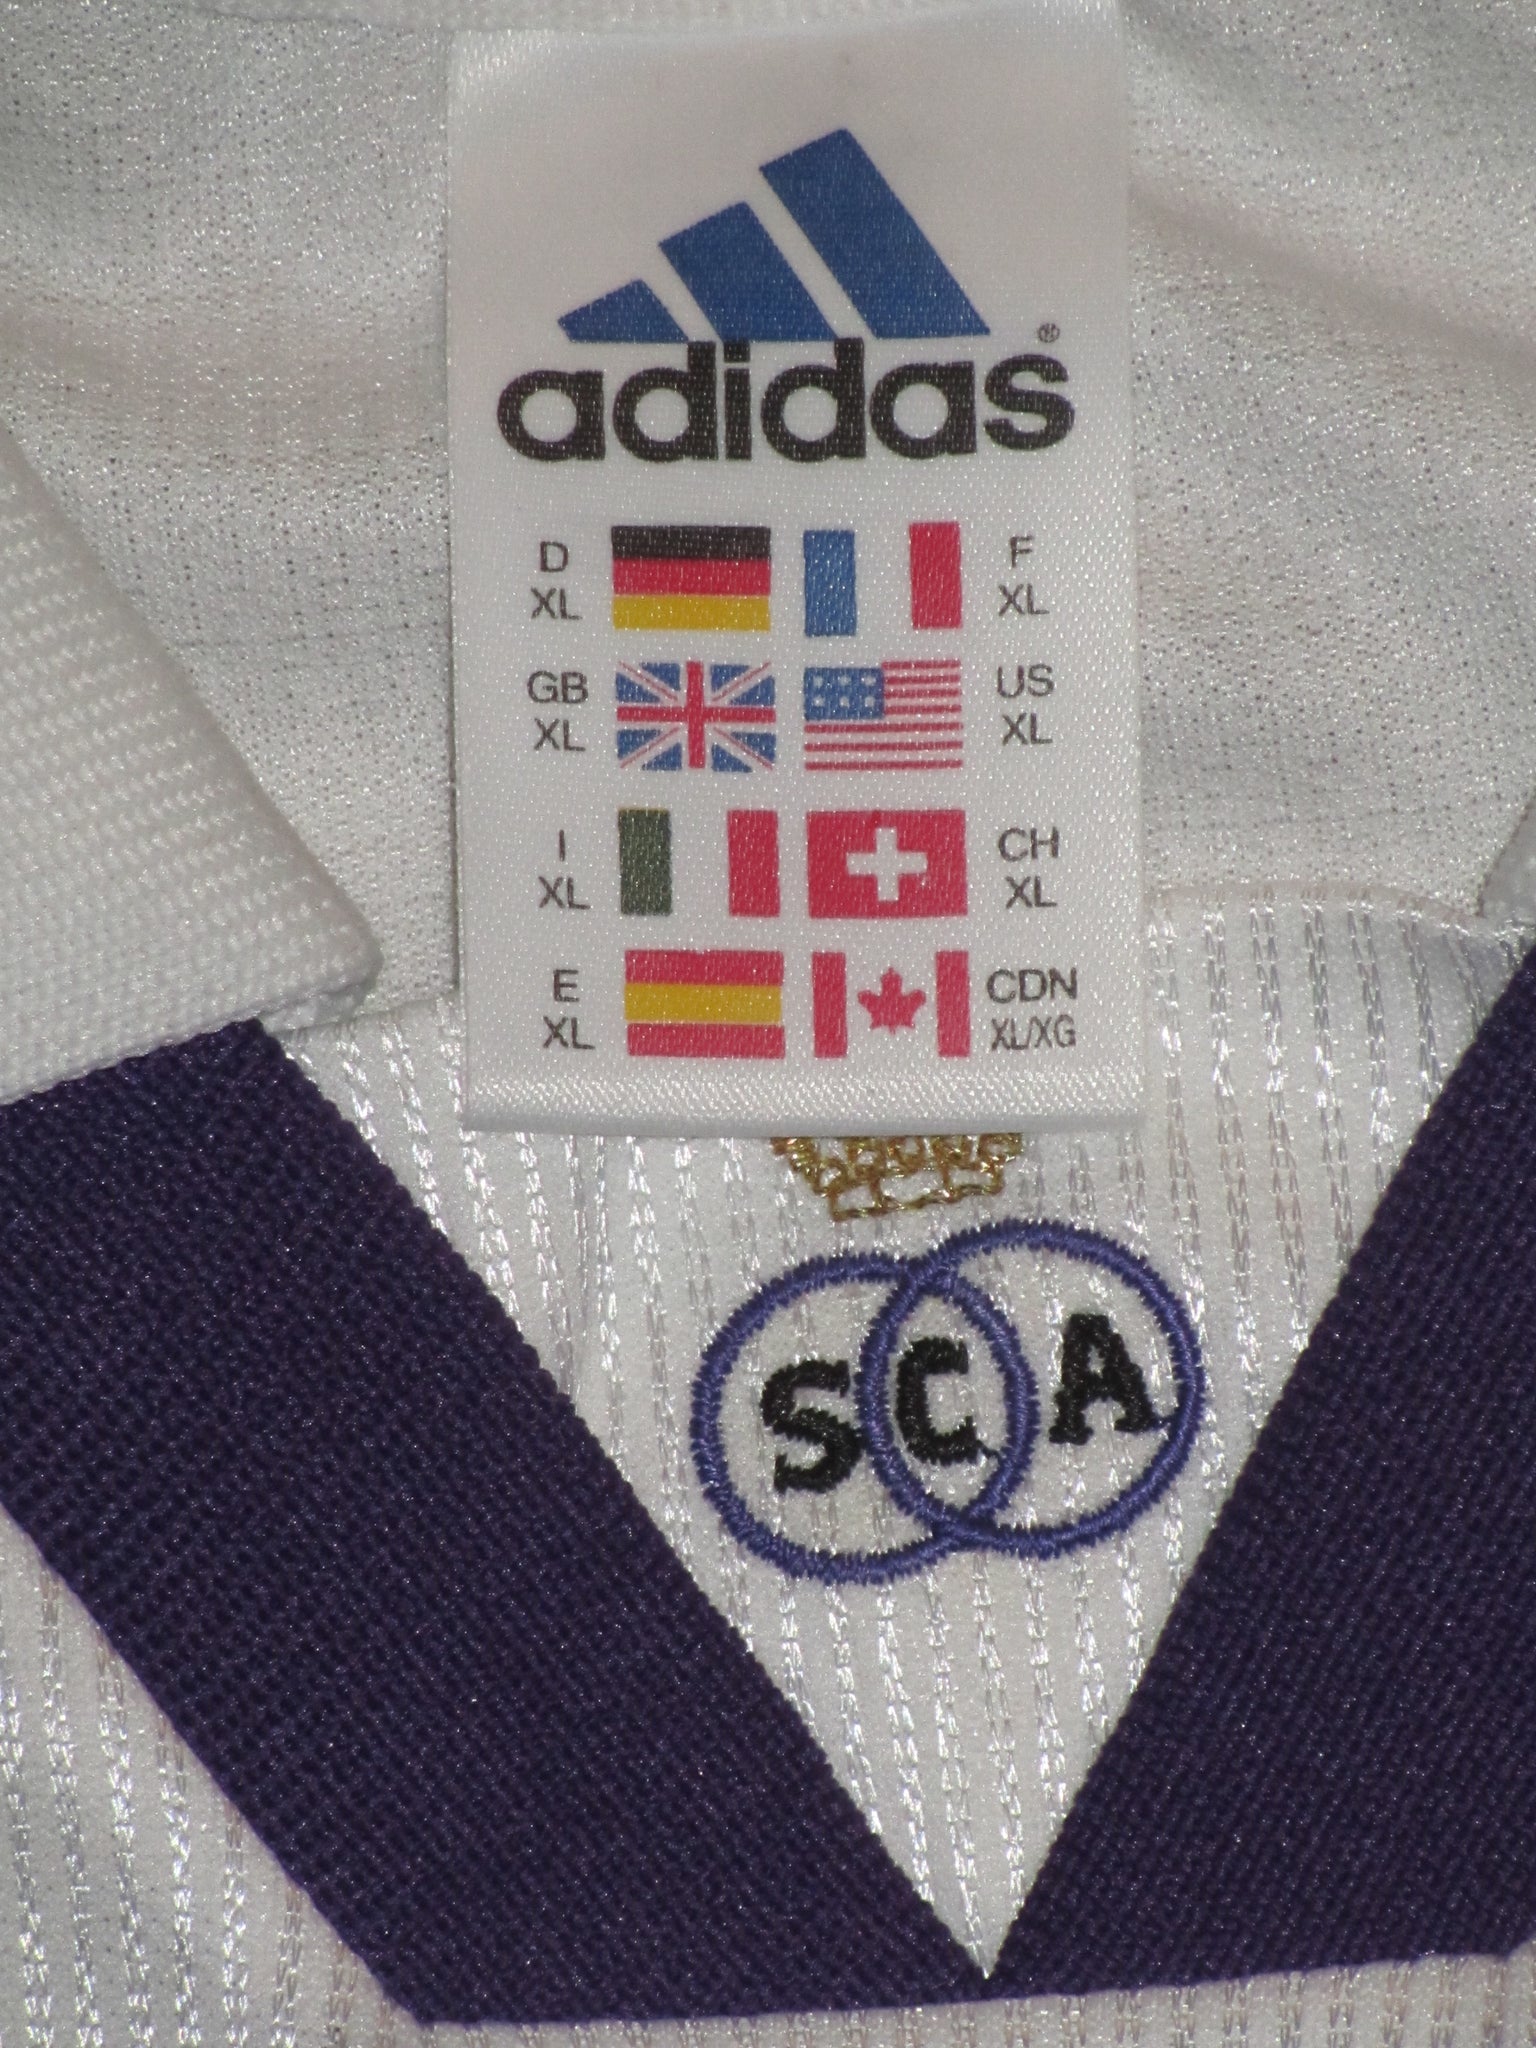 adidas®
D F
XL XL
GB US
XL XL
I CH
XL XL
E CDN
XL XL/XG
SCA